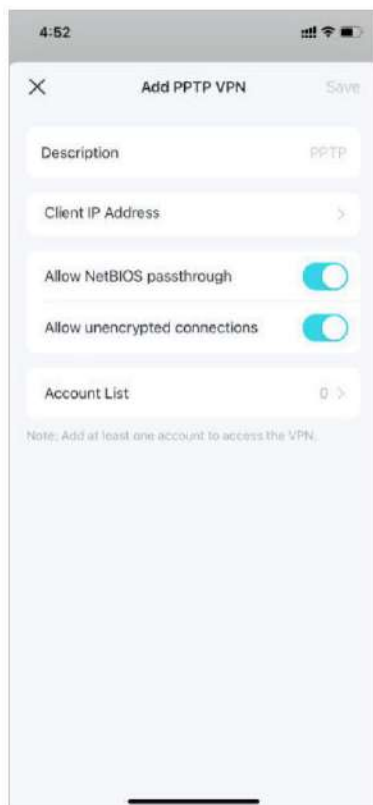 4:52
Add PPTP VPN
Save
Description
PPTP
Client IP Address
Allow NetBIOS passthrough
Allow unencrypted connections
Account List
0
Note: Add at least one account to access the VPN.